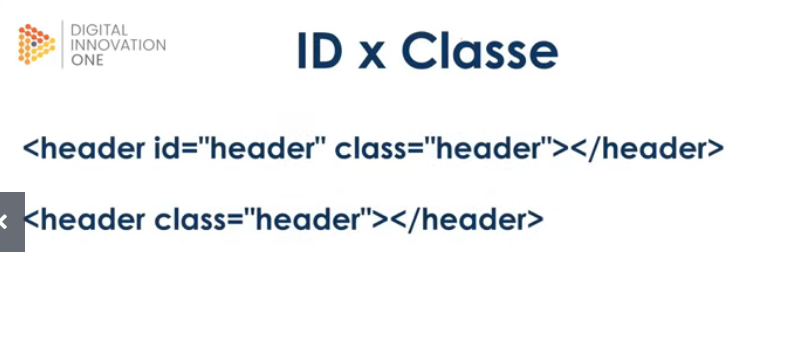 DIGITAL
INNOVATION
ONE
ID x Classe
<header id="header" class="header"></header>
<header class="header"></header>